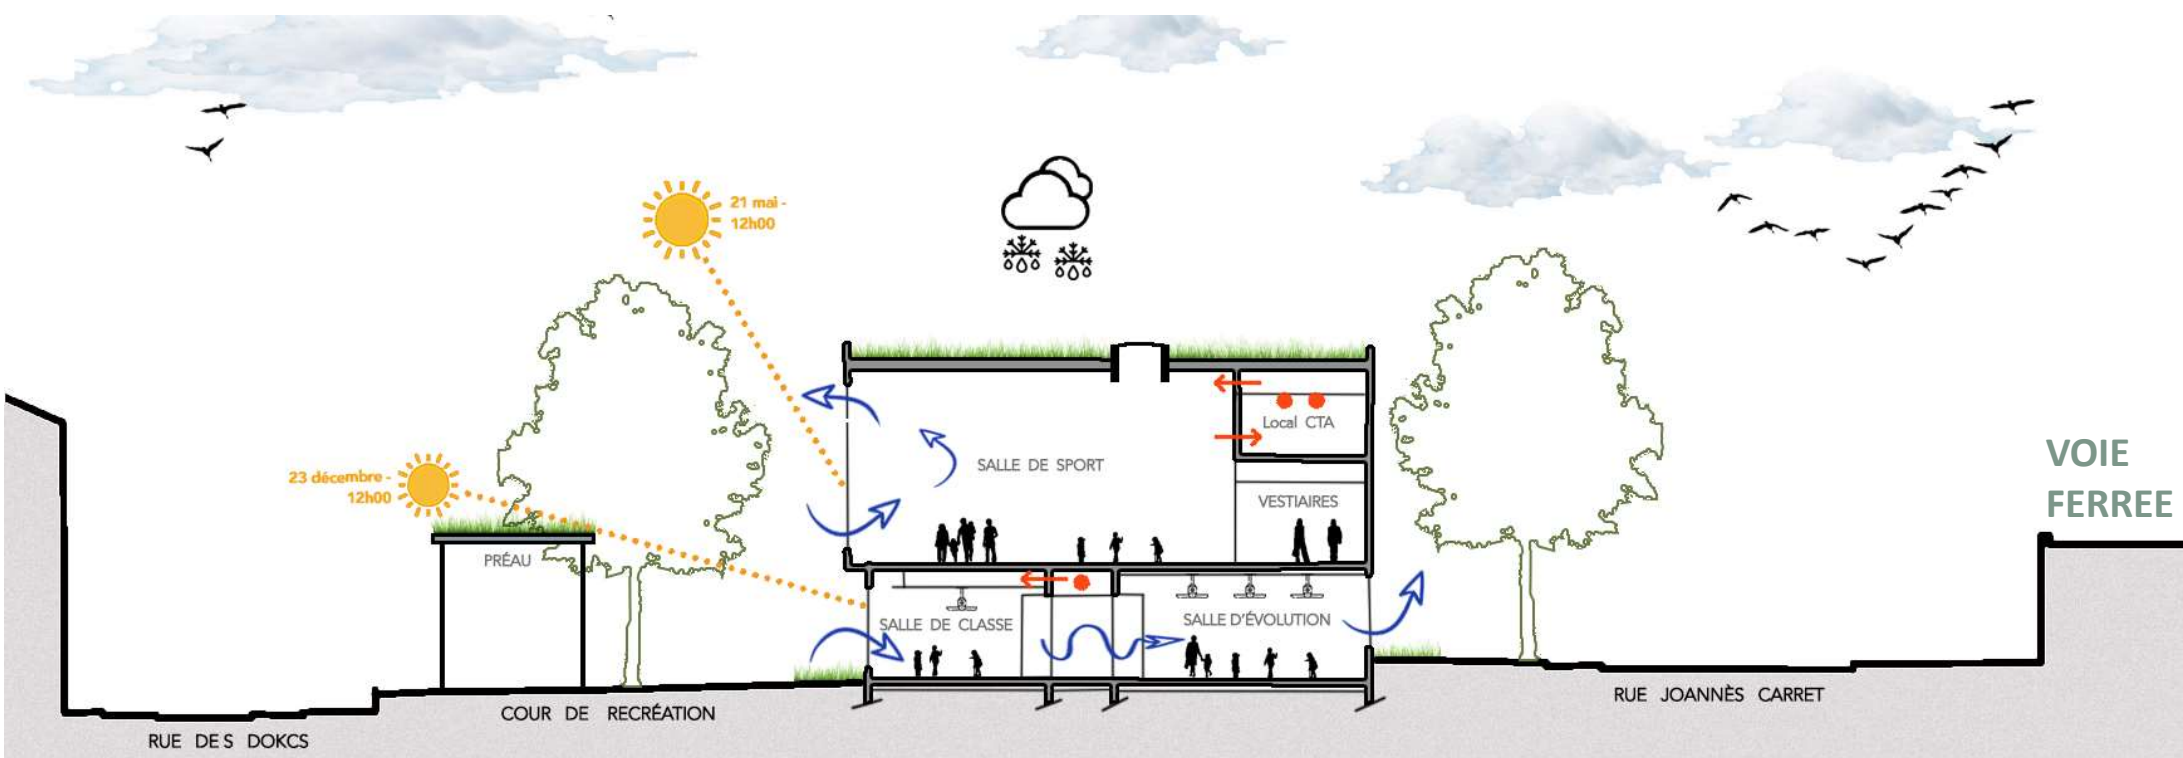 21 mai -
12h00
23 décembre -
12h00
PRÉAU
SALLE DE SPORT
Local CTA
VESTIAIRES
SALLE DE CLASSE
SALLE D'ÉVOLUTION
VOIE
FERREE
RUE DES DOKCS
COUR DE RECRÉATION
RUE JOANNÈS CARRET